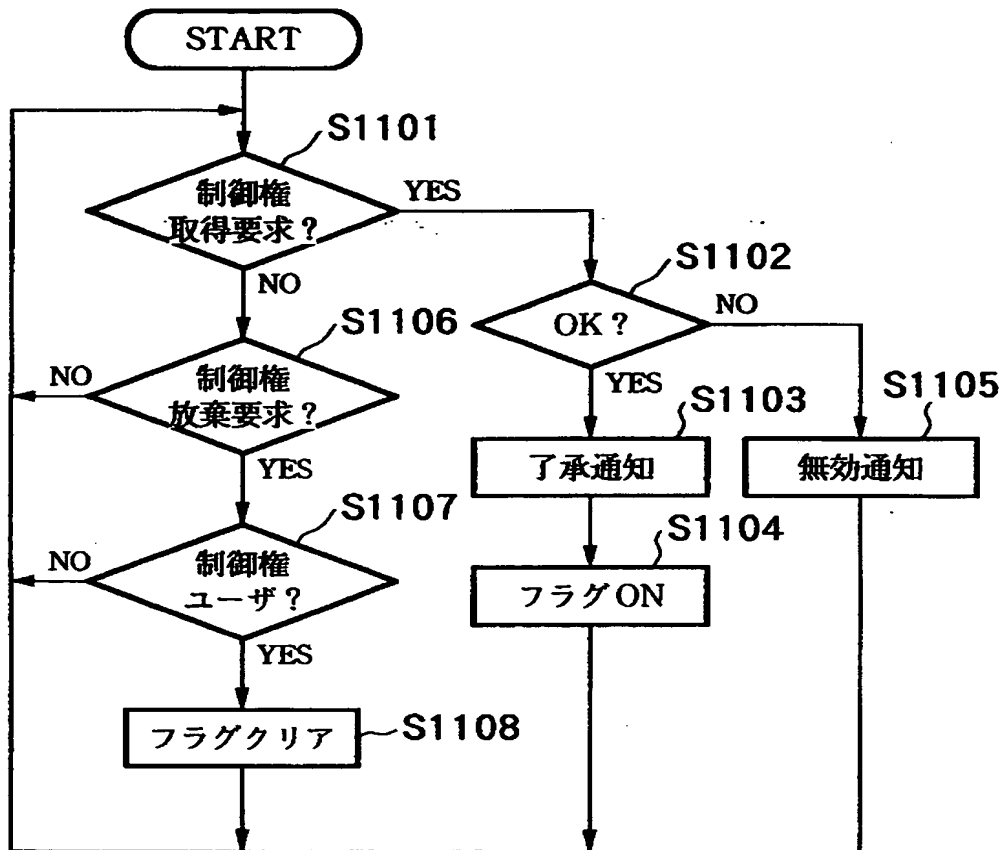 START
S1101
制御権
取得要求？
YES
NO
S1102
OK？
NO
YES
S1106
制御権
放棄要求？
NO
YES
S1103
了承通知
S1105
無効通知
S1107
制御権
ユーザ？
NO
YES
S1104
フラグON
S1108
フラグクリア